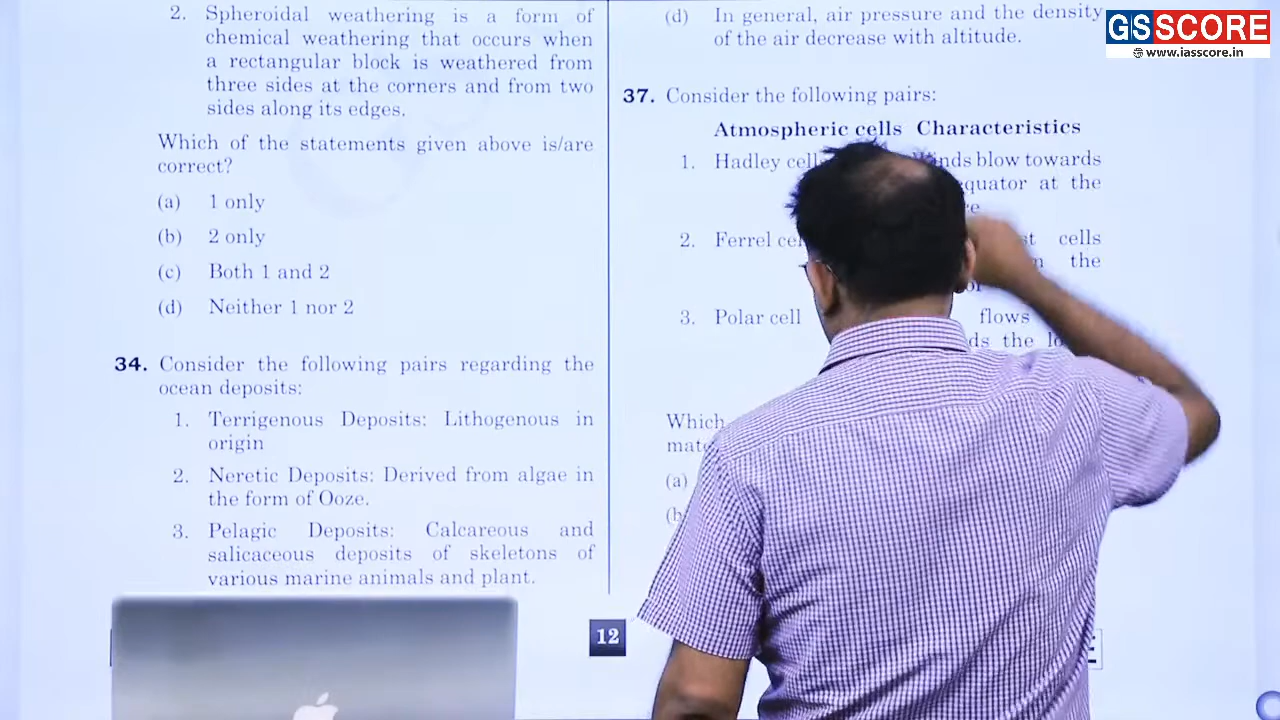 2. Spheroidal weathering is a form of
chemical weathering that occurs when
a rectangular block is weathered from
three sides at the corners and from two
sides along its edges.
Which of the statements given above is/are
correct?
(a) 1 only
(b) 2 only
(c) Both 1 and 2
(d) Neither 1 nor 2
34. Consider the following pairs regarding the
ocean deposits:
1. Terrigenous Deposits: Lithogenous in
origin
2. Neretic Deposits: Derived from algae in
the form of Ooze.
3. Pelagic Deposits: Calcareous and
salicaceous deposits of skeletons of
various marine animals and plant.
(d) In general, air pressure and the density
of the air decrease with altitude.
37. Consider the following pairs:
Atmospheric cells Characteristics
1. Hadley cell blow towards
at the
2. Ferrel cells
the
3. Polar cell flows
the
Which
(a)
12
GSSCORE
www.iasscore.in